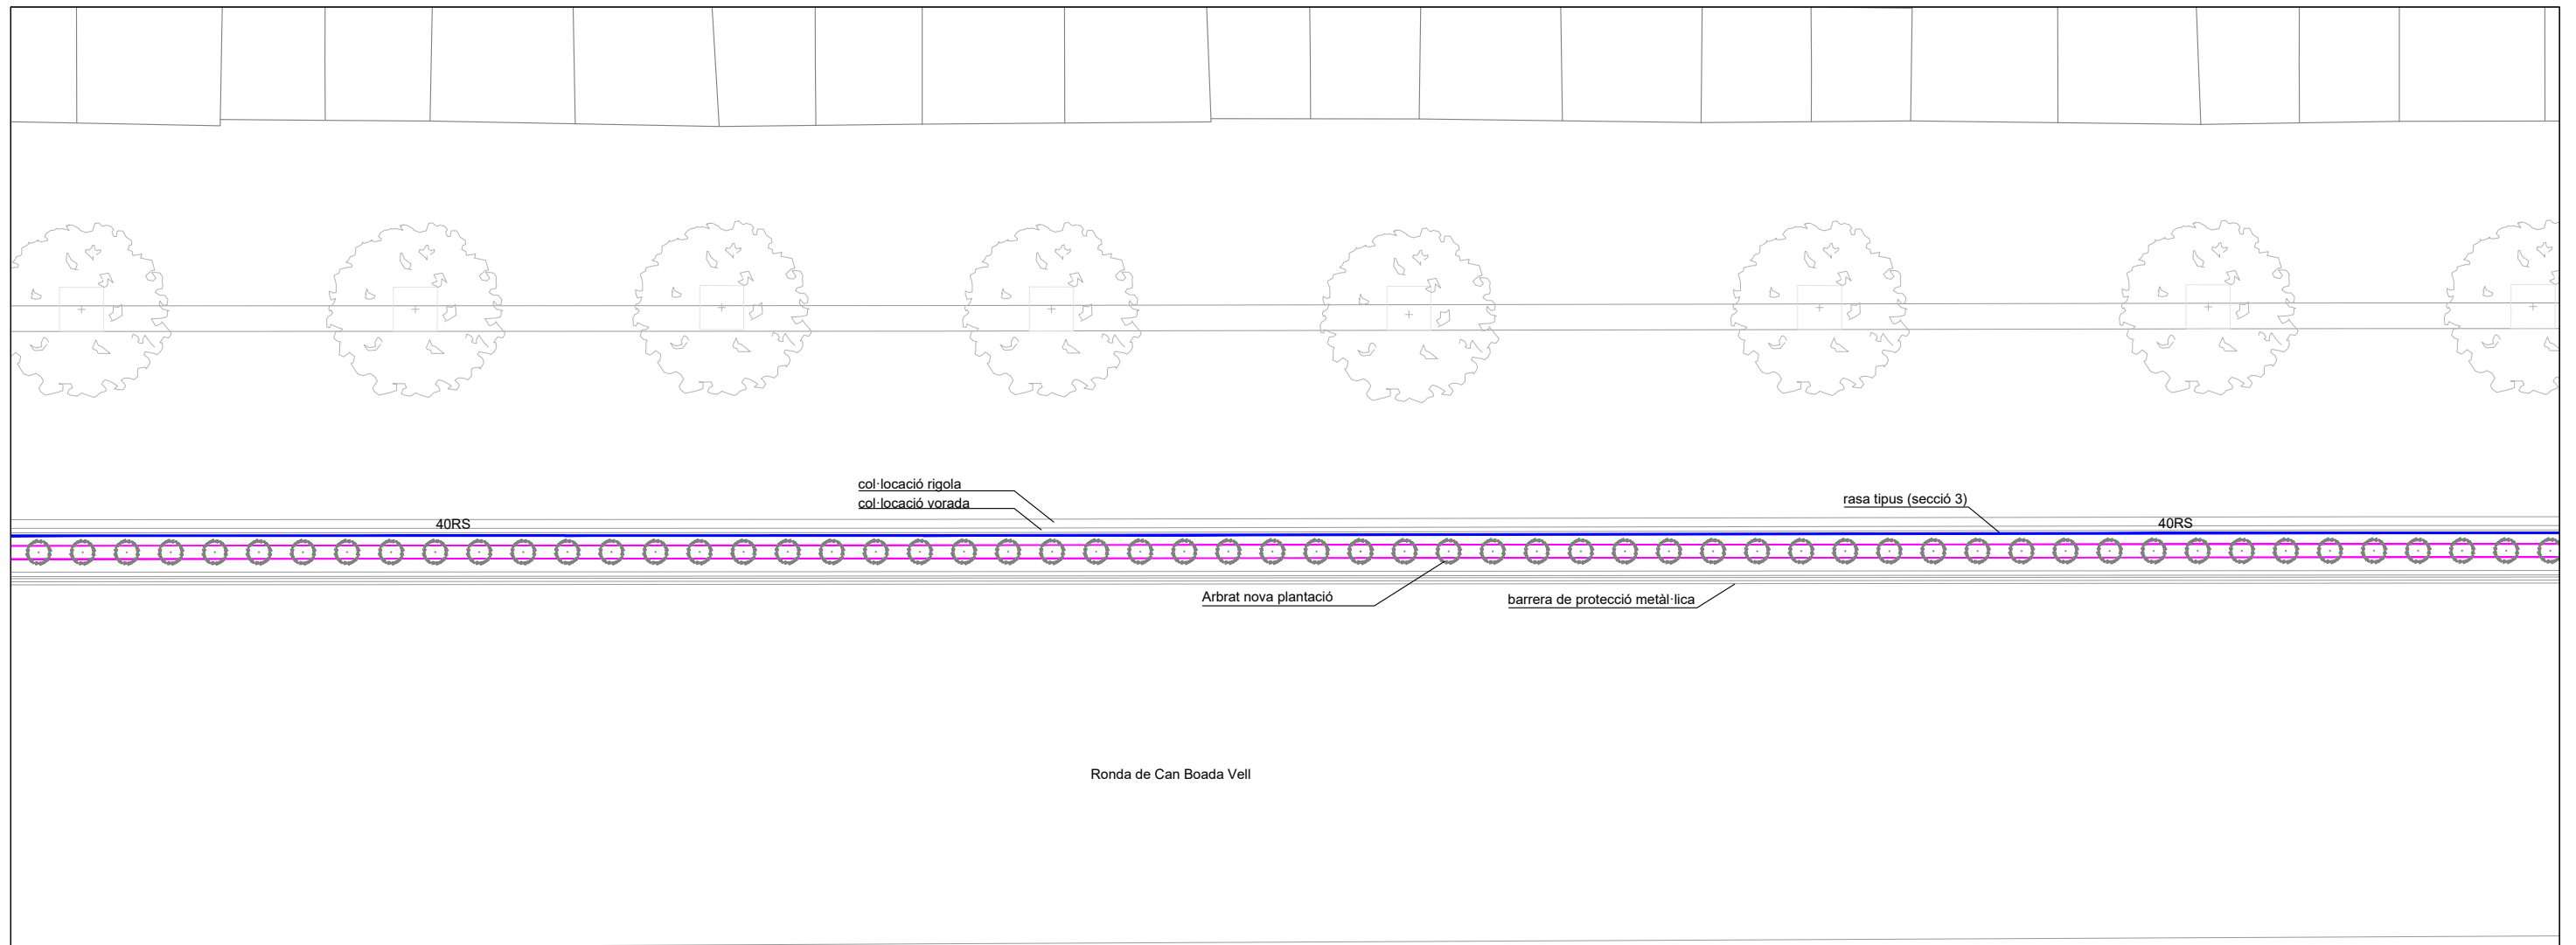 col·locació rigola
col·locació vorada
rasa tipus (secció 3)
40RS
40RS
Arbrat nova plantació
barrera de protecció metàl·lica
Ronda de Can Boada Vell